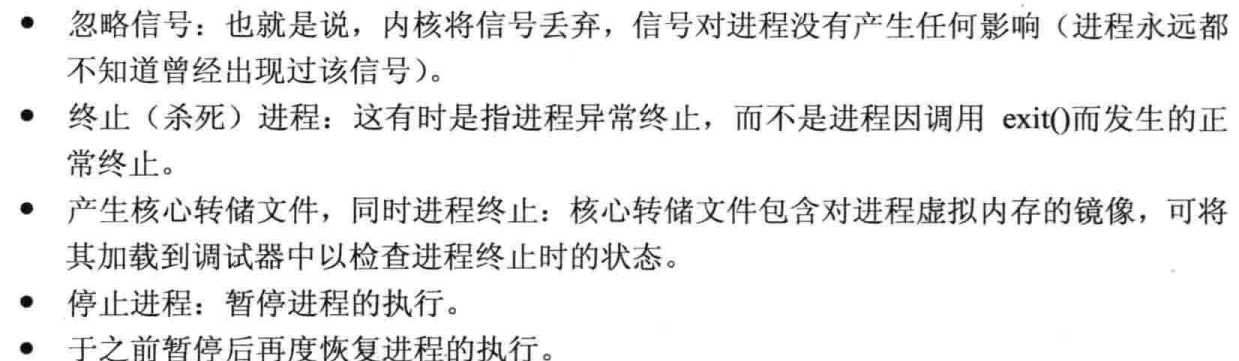 ● 忽略信号：也就是说，内核将信号丢弃，信号对进程没有产生任何影响（进程永远都
不知道曾经出现过该信号）。
● 终止（杀死）进程：这有时是指进程异常终止，而不是进程因调用 exit()而发生的正
常终止。
● 产生核心转储文件，同时进程终止：核心转储文件包含对进程虚拟内存的镜像，可将
其加载到调试器中以检查进程终止时的状态。
● 停止进程：暂停进程的执行。
● 于之前暂停后再度恢复进程的执行。